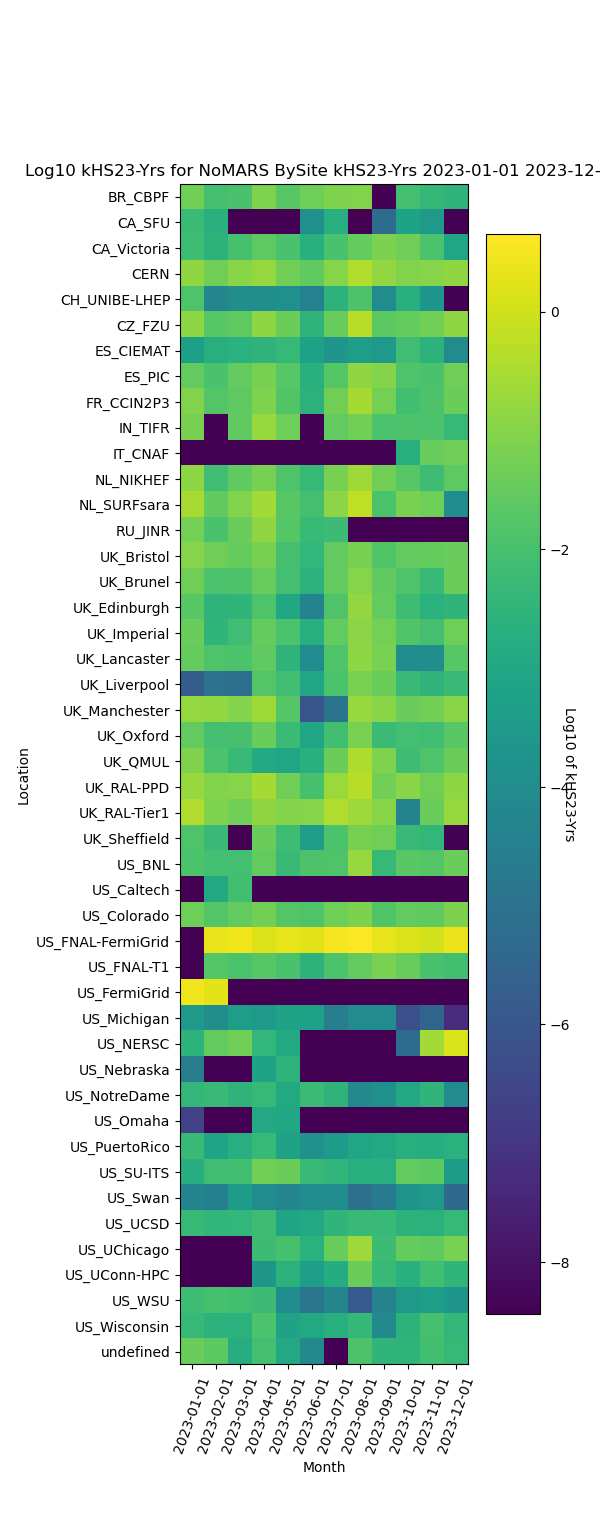 Log10 kHS23-Yrs for NoMARS BySite kHS23-Yrs 2023-01-01 2023-12-
BR_CBPF
CA_SFU
CA_Victoria
CERN
CH_UNIBE-LHEP
CZ_FZU
ES_CIEMAT
ES_PIC
FR_CCIN2P3
IN_TIFR
IT_CNAF
NL_NIKHEF
NL_SURFsara
RU_JINR
UK_Bristol
UK_Brunel
UK_Edinburgh
UK_Imperial
UK_Lancaster
UK_Liverpool
UK_Manchester
UK_Oxford
UK_QMUL
UK_RAL-PPD
UK_RAL-Tier1
UK_Sheffield
US_BNL
US_Caltech
US_Colorado
US_FNAL-FermiGrid
US_FNAL-T1
US_FermiGrid
US_Michigan
US_NERSC
US_Nebraska
US_NotreDame
US_Omaha
US_PuertoRico
US_SU-ITS
US_Swan
US_UCSD
US_UChicago
US_UConn-HPC
US_WSU
US_Wisconsin
undefined
Location
2023-01-01
2023-02-01
2023-03-01
2023-04-01
2023-05-01
2023-06-01
2023-07-01
2023-08-01
2023-09-01
2023-10-01
2023-11-01
2023-12-01
Month
0
−2
−4
−6
−8
Log10 of kHS23-Yrs